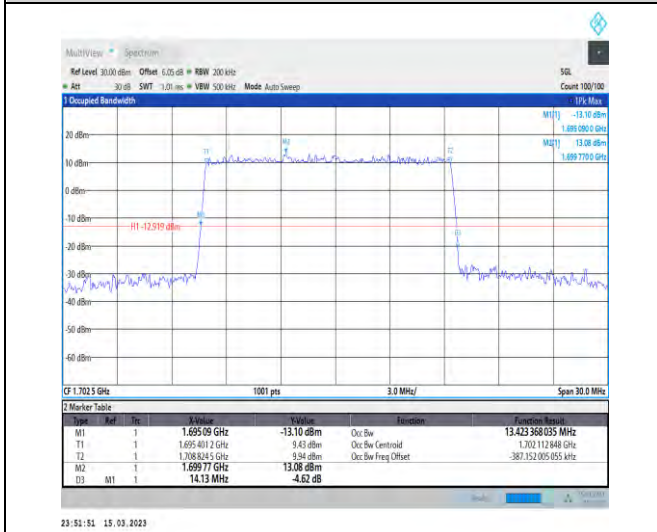 MultiView Spectrum
Ref Level 30.00 dBm Offset 6.05 dB RBW 200 kHz SGL
Att 30 dB SWT 1.01 ms VBW 500 kHz Mode Auto Sweep Count 100/100
1 Occupied Bandwidth 1Pk Max
M1[1] -13.10 dBm
1.695 090 0 GHz
M2[1] 13.08 dBm
1.699 770 0 GHz
20 dBm
M2
T1
T2
10 dBm
0 dBm
-10 dBm
M1
H1 -12.919 dBm
D3
-20 dBm
-30 dBm
-40 dBm
-50 dBm
-60 dBm
CF 1.702 5 GHz 1001 pts 3.0 MHz/ Span 30.0 MHz
2 Marker Table
Type Ref Trc X-Value Y-Value Function Function Result
M1 1 1.695 09 GHz -13.10 dBm Occ Bw 13.423 368 035 MHz
T1 1 1.695 401 2 GHz 9.43 dBm Occ Bw Centroid 1.702 112 848 GHz
T2 1 1.708 824 5 GHz 9.94 dBm Occ Bw Freq Offset -387.152 005 055 kHz
M2 1 1.699 77 GHz 13.08 dBm
D3 M1 1 14.13 MHz -4.62 dB
23:51:51 15.03.2023